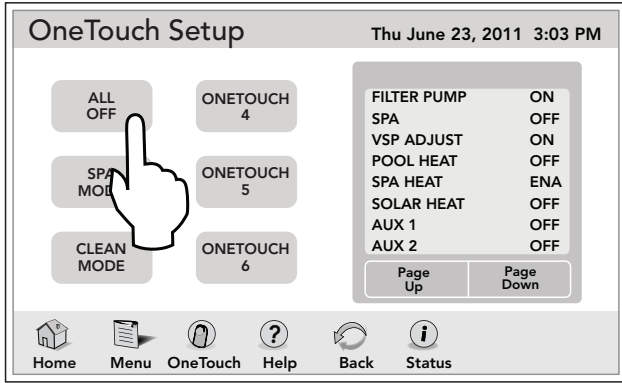 OneTouch Setup
Thu June 23, 2011 3:03 PM
ALL
OFF
ONETOUCH
4
SPA
MODE
ONETOUCH
5
CLEAN
MODE
ONETOUCH
6
FILTER PUMP ON
SPA OFF
VSP ADJUST ON
POOL HEAT OFF
SPA HEAT ENA
SOLAR HEAT OFF
AUX 1 OFF
AUX 2 OFF
Page
Up
Page
Down
Home Menu OneTouch Help Back Status